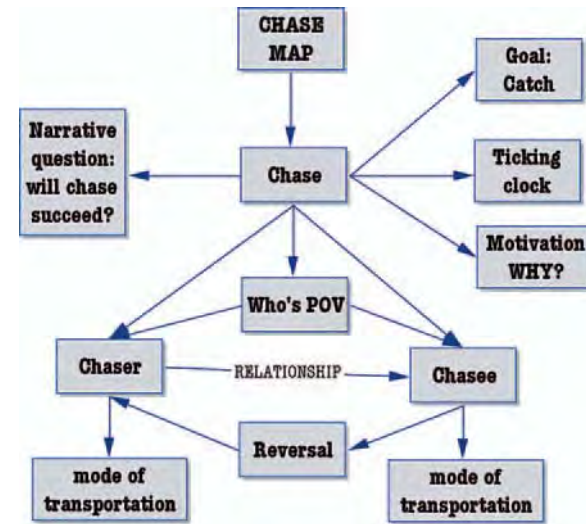 CHASE
MAP
Goal:
Catch
Narrative
question:
will chase
succeed?
Chase
Ticking
clock
Motivation
WHY?
Who's POV
Chaser
RELATIONSHIP
Chasee
Reversal
mode of
transportation
mode of
transportation